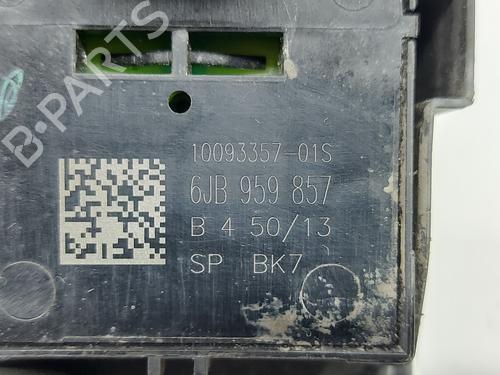 B-PARTS
10093357-01S
6JB 959 857
B 4 50/13
SP BK7